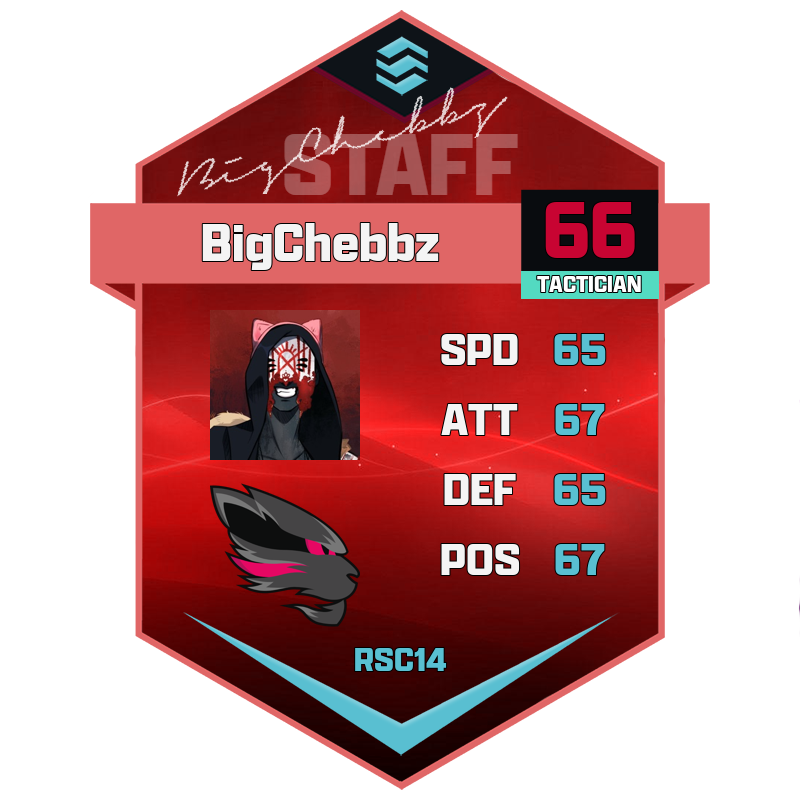 BigChebbz
STAFF
BigChebbz
66
TACTICIAN
SPD 65
ATT 67
DEF 65
POS 67
RSC14